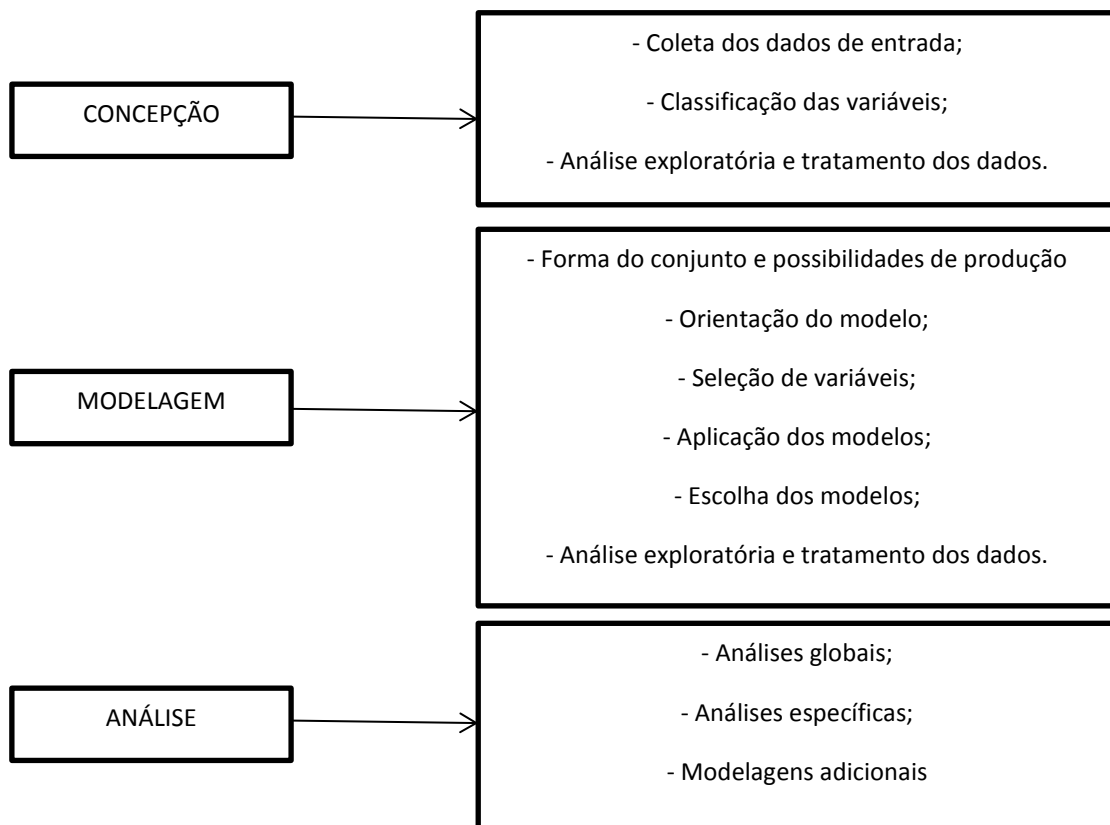 CONCEPÇÃO
- Coleta dos dados de entrada;
- Classificação das variáveis;
- Análise exploratória e tratamento dos dados.
MODELAGEM
- Forma do conjunto e possibilidades de produção
- Orientação do modelo;
- Seleção de variáveis;
- Aplicação dos modelos;
- Escolha dos modelos;
- Análise exploratória e tratamento dos dados.
ANÁLISE
- Análises globais;
- Análises específicas;
- Modelagens adicionais